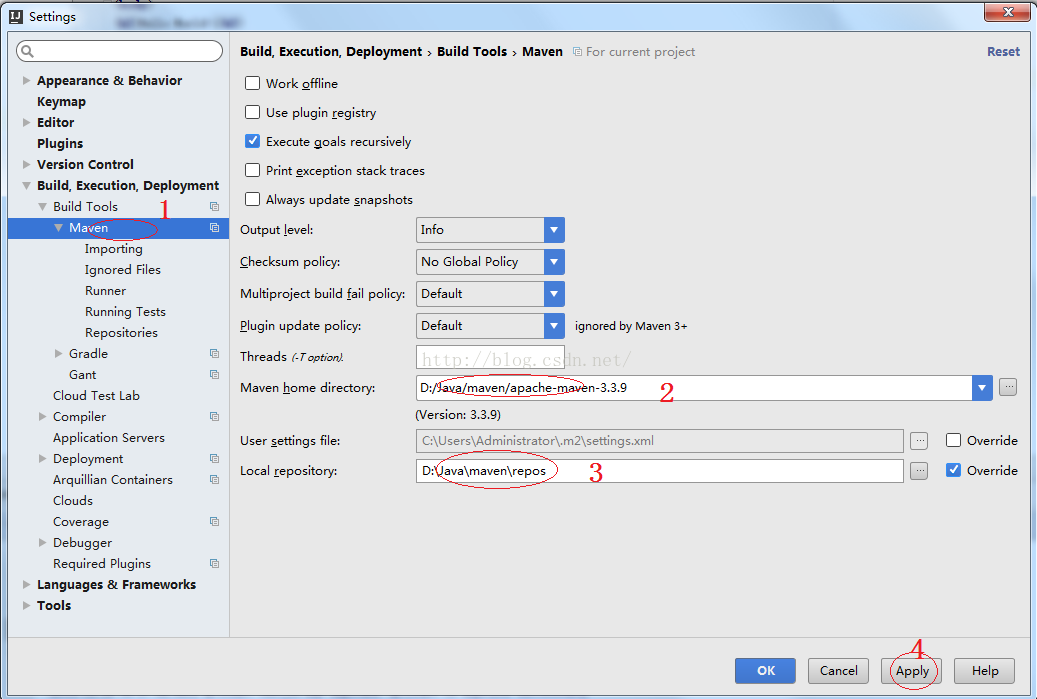 Settings
Build, Execution, Deployment › Build Tools › Maven For current project Reset
Appearance & Behavior
Keymap
Editor
Plugins
Version Control
Build, Execution, Deployment
Build Tools
1
Maven
Importing
Ignored Files
Runner
Running Tests
Repositories
Gradle
Gant
Cloud Test Lab
Compiler
Application Servers
Deployment
Arquillian Containers
Clouds
Coverage
Debugger
Required Plugins
Languages & Frameworks
Tools
Work offline
Use plugin registry
Execute goals recursively
Print exception stack traces
Always update snapshots
Output level: Info
Checksum policy: No Global Policy
Multiproject build fail policy: Default
Plugin update policy: Default ignored by Maven 3+
Threads (-T option). http://blog.csdn.net/
Maven home directory: D:/Java/maven/apache-maven-3.3.9 2
(Version: 3.3.9)
User settings file: C:\Users\Administrator\.m2\settings.xml Override
Local repository: D:\Java\maven\repos 3 Override
4
OK Cancel Apply Help